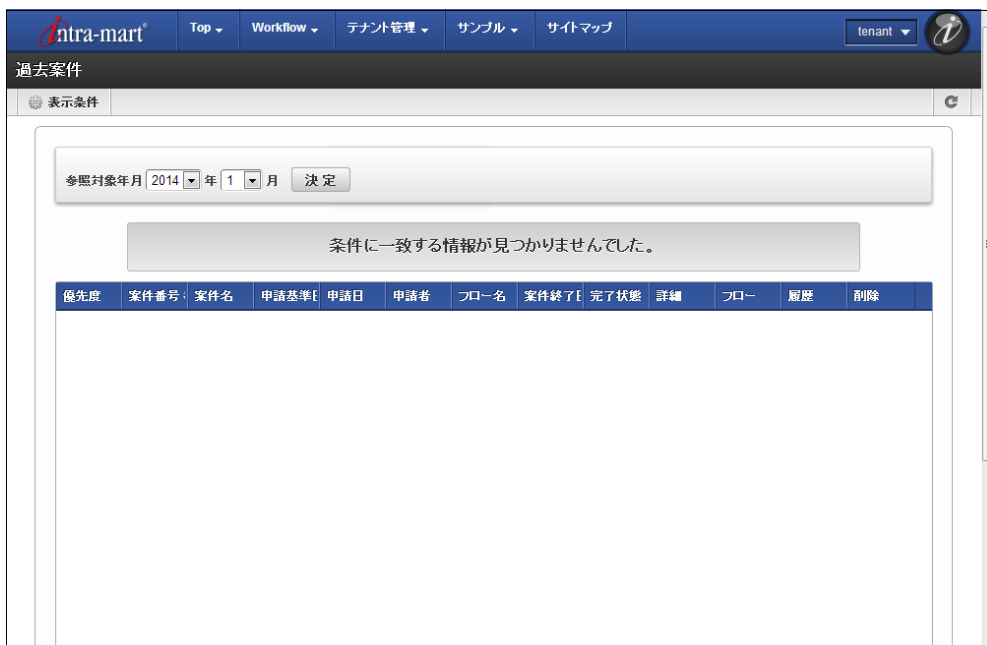 intra-mart® Top Workflow テナント管理 サンプル サイトマップ tenant
過去案件
表示条件
参照対象年月 2014 年 1 月 決定
条件に一致する情報が見つかりませんでした。
優先度 案件番号 案件名 申請基準日 申請日 申請者 フロー名 案件終了日 完了状態 詳細 フロー 履歴 削除